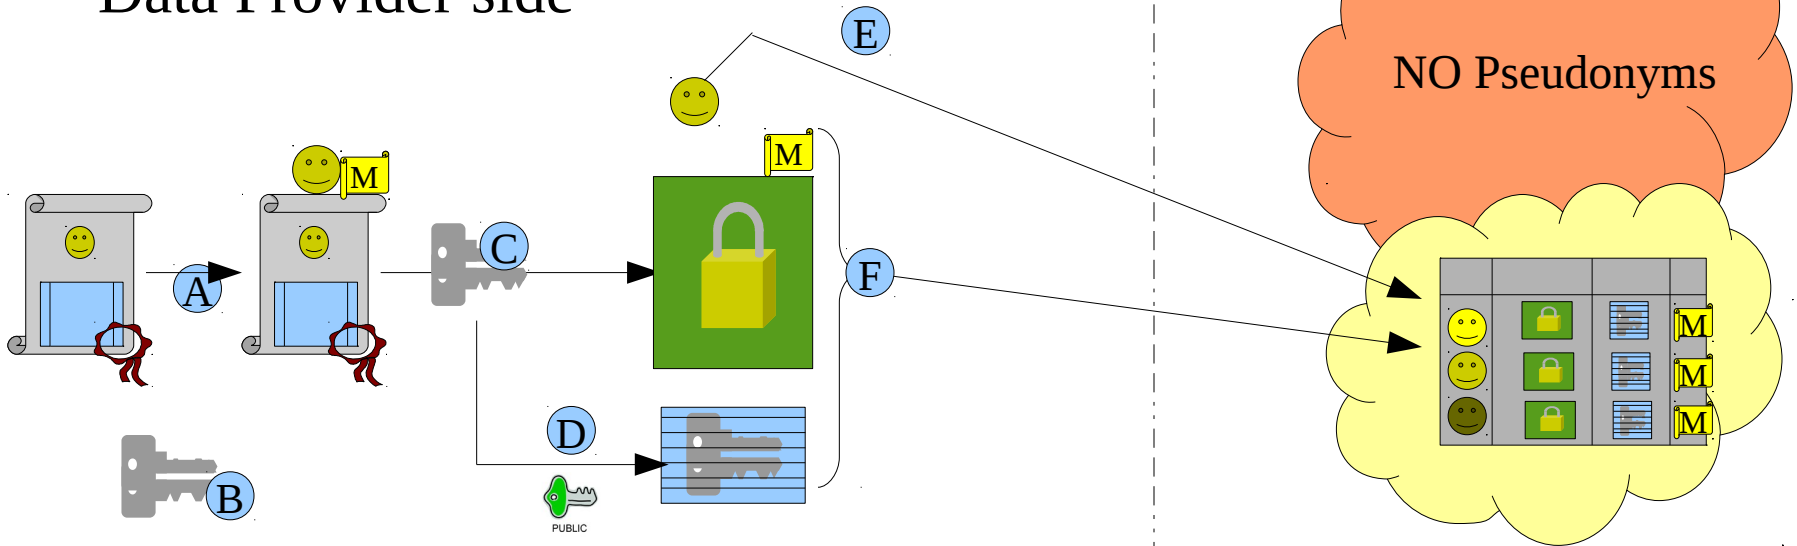 Data Provider side
E
NO Pseudonyms
M
M
C
A
F
M
M
D
M
B
PUBLIC